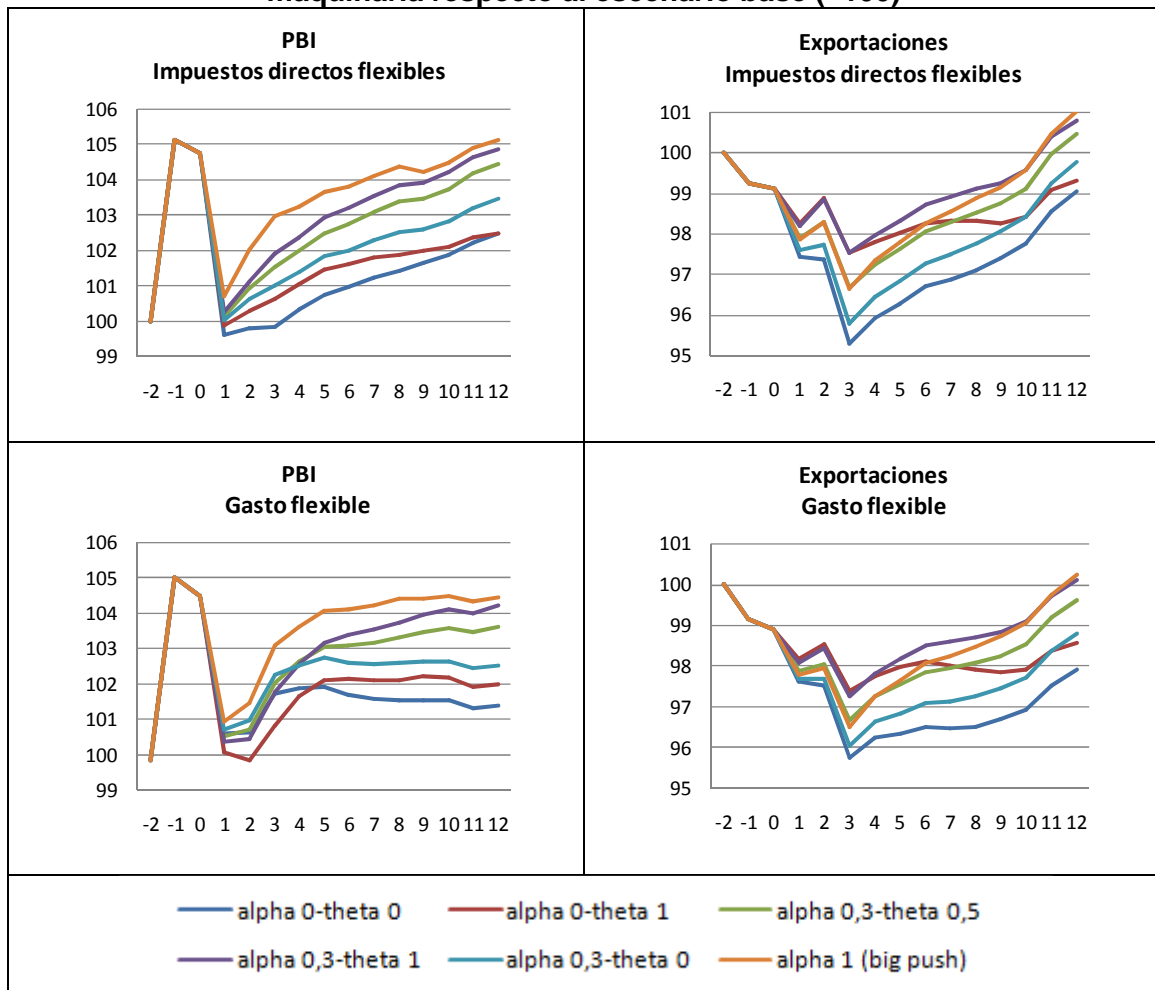 maquinaria respecto al escenario base (=100)
PBI
Impuestos directos flexibles
106
105
104
103
102
101
100
99
-2 -1 0 1 2 3 4 5 6 7 8 9 10 11 12
Exportaciones
Impuestos directos flexibles
101
100
99
98
97
96
95
-2 -1 0 1 2 3 4 5 6 7 8 9 10 11 12
PBI
Gasto flexible
106
105
104
103
102
101
100
99
-2 -1 0 1 2 3 4 5 6 7 8 9 10 11 12
Exportaciones
Gasto flexible
101
100
99
98
97
96
95
-2 -1 0 1 2 3 4 5 6 7 8 9 10 11 12
alpha 0-theta 0 alpha 0-theta 1 alpha 0,3-theta 0,5
alpha 0,3-theta 1 alpha 0,3-theta 0 alpha 1 (big push)